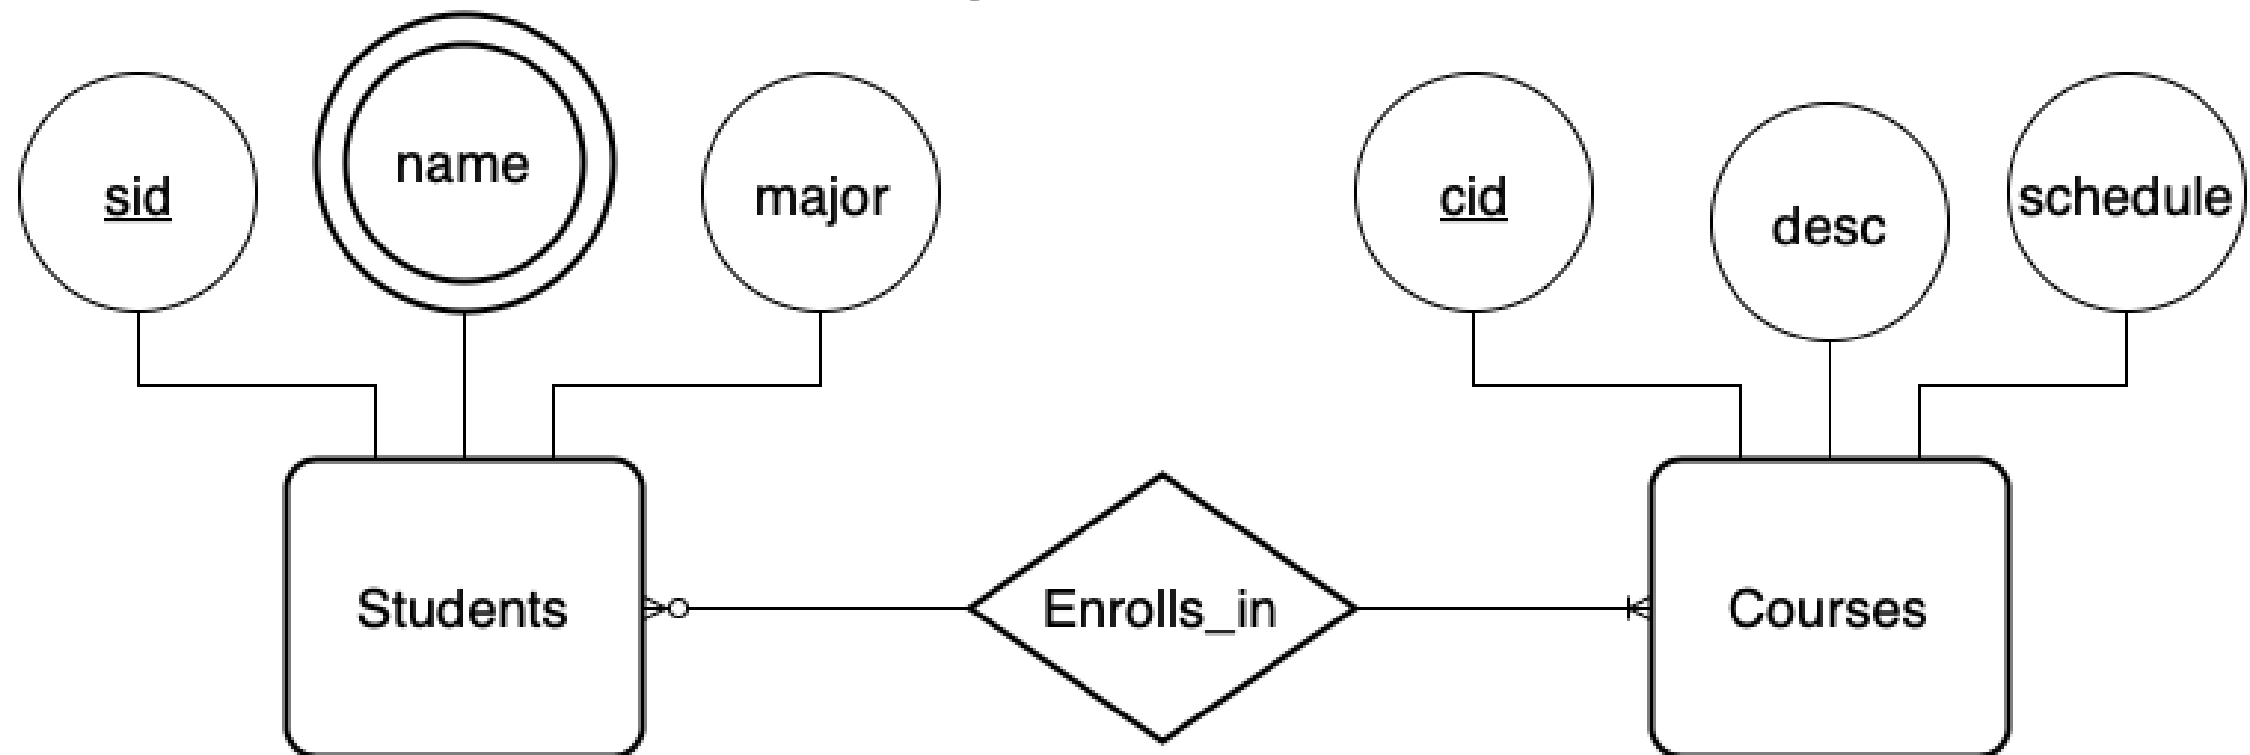 sid
name
major
cid
desc
schedule
Students
Enrolls_in
Courses